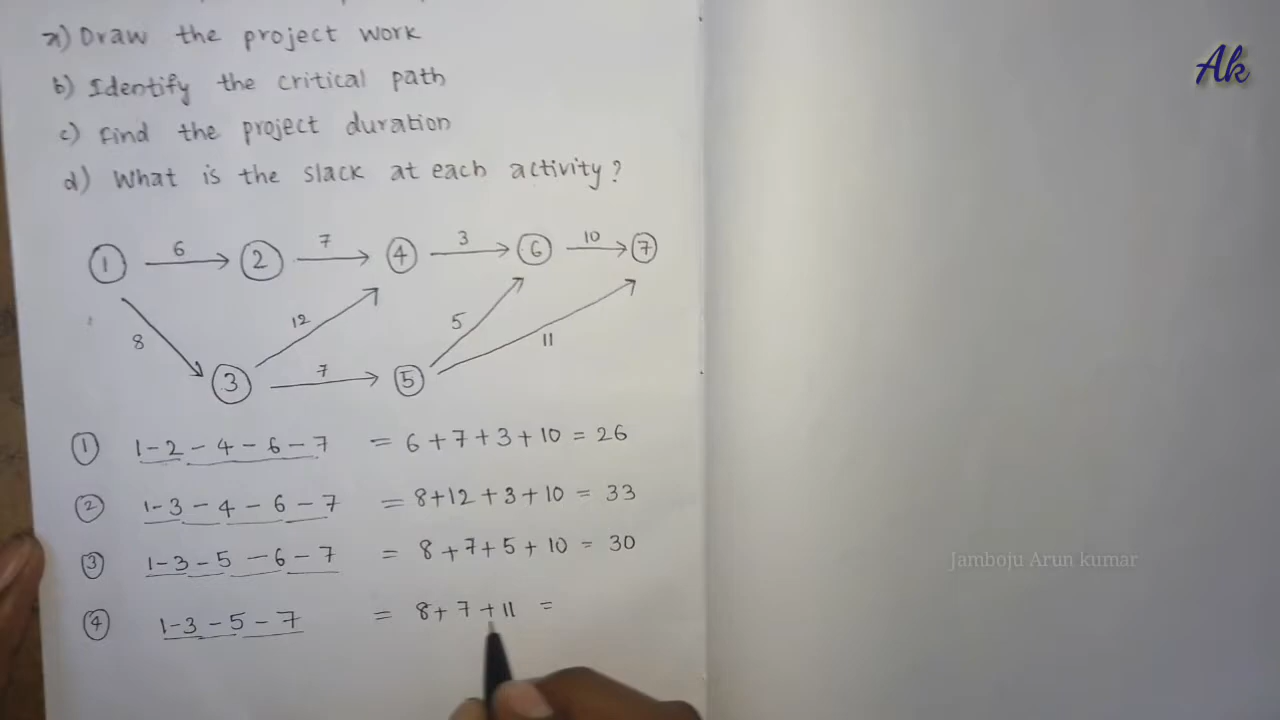 a) Draw the project work
b) Identify the critical path
c) Find the project duration
d) What is the slack at each activity?
Ak
1 6 2 7 4 3 6 10 7
8 12 5 11
3 7 5
1 1-2-4-6-7 = 6+7+3+10 = 26
2 1-3-4-6-7 = 8+12+3+10 = 33
3 1-3-5-6-7 = 8+7+5+10 = 30
4 1-3-5-7 = 8+7+11 =
Jamboju Arun kumar